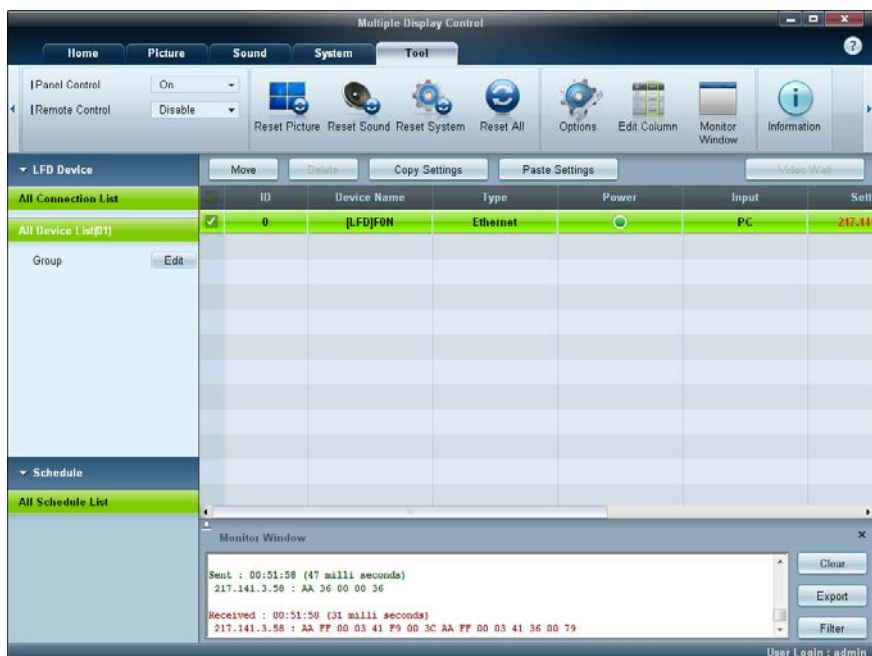 Multiple Display Control
Home Picture Sound System Tool
Panel Control On
Remote Control Disable
Reset Picture Reset Sound Reset System Reset All Options Edit Column Monitor Window Information
LFD Device
Move Delete Copy Settings Paste Settings Video Wall
All Connection List
ID Device Name Type Power Input
All Device List(01)
0 [LFD]F0N Ethernet PC
Group Edit
Schedule
All Schedule List
Monitor Window
Sent : 00:51:58 (47 milli seconds)
217.141.3.58 : AA 36 00 00 36
Received : 00:51:58 (31 milli seconds)
217.141.3.58 : AA FF 00 03 41 F9 00 3C AA FF 00 03 41 36 00 79
Clear
Export
Filter
User Login : admin